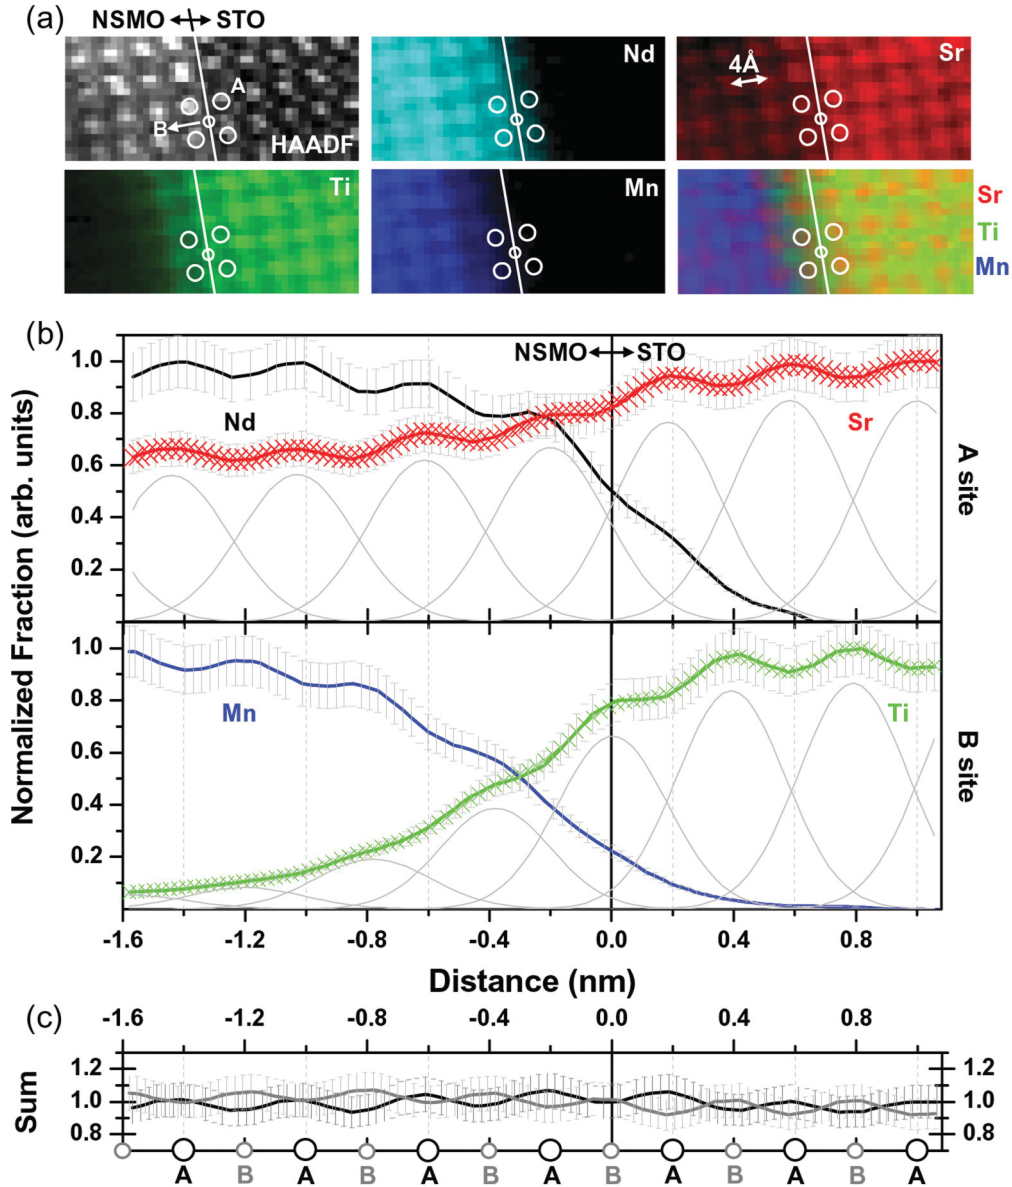 (a)
NSMO ↔ STO
A
B
HAADF
Nd
4Å
Sr
Ti
Mn
Sr
Ti
Mn
(b)
NSMO ↔ STO
1.0
0.8
0.6
0.4
0.2
Nd
Sr
A site
1.0
0.8
0.6
0.4
0.2
Mn
Ti
B site
Normalized Fraction (arb. units)
-1.6 -1.2 -0.8 -0.4 0.0 0.4 0.8
Distance (nm)
(c)
-1.6 -1.2 -0.8 -0.4 0.0 0.4 0.8
Sum
1.2 1.2
1.0 1.0
0.8 0.8
A B A B A B A B A B A B A